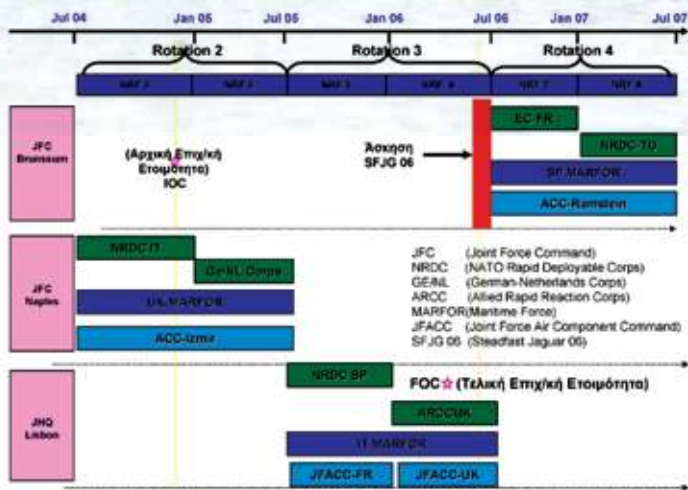 Jul 04 Jan 05 Jul 05 Jan 06 Jul 06 Jan 07 Jul 07
Rotation 2 Rotation 3 Rotation 4
NRF 7 NRF 8
JFC
Brunssum
(Αρχική Επιχ/κή
Ετοιμότητα)
IOC
Άσκηση
SFJG 06
EC-FR
NRDC-TU
SP MARFOR
ACC-Ramstein
JFC
Naples
NRDC-IT
Ge/NL Corps
UK MARFOR
ACC-Izmir
JFC (Joint Force Command)
NRDC (NATO Rapid Deployable Corps)
GE/NL (German-Netherlands Corps)
ARCC (Allied Rapid Reaction Corps)
MARFOR(Maritime Force)
JFACC (Joint Force Air Component Command)
SFJG 06 (Steadfast Jaguar 06)
JHQ
Lisbon
NRDC SP
FOC☆ (Τελική Επιχ/κή Ετοιμότητα)
ARCCUK
IT MARFOR
JFACC-FR JFACC-UK